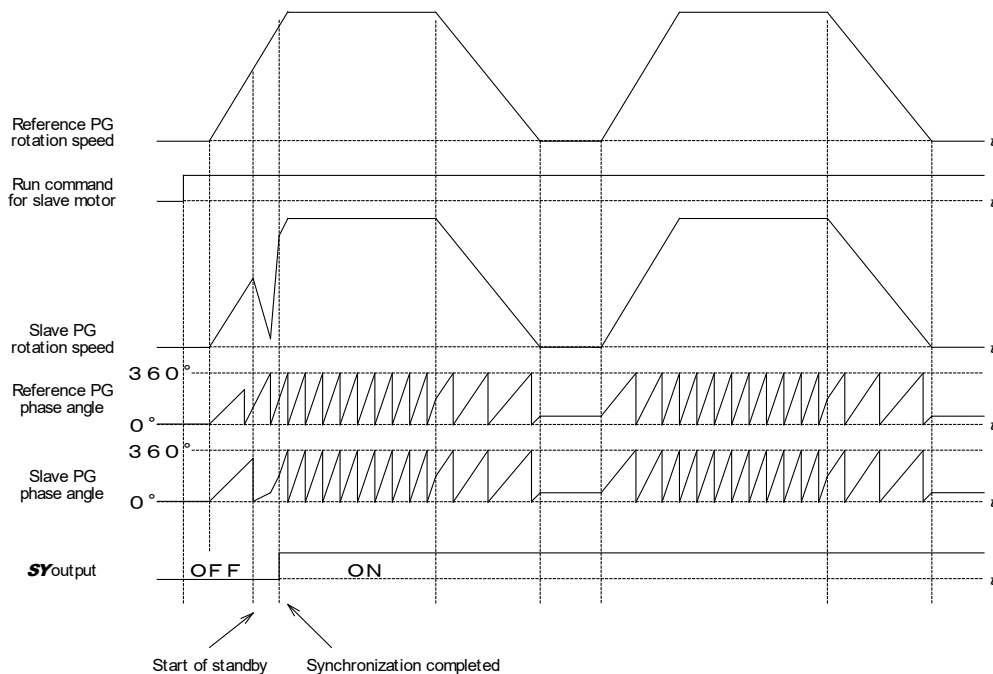 Reference PG
rotation speed
t
Run command
for slave motor
t
Slave PG
rotation speed
t
360°
Reference PG
phase angle
0°
t
360°
Slave PG
phase angle
0°
t
SY output
OFF
ON
t
Start of standby
Synchronization completed